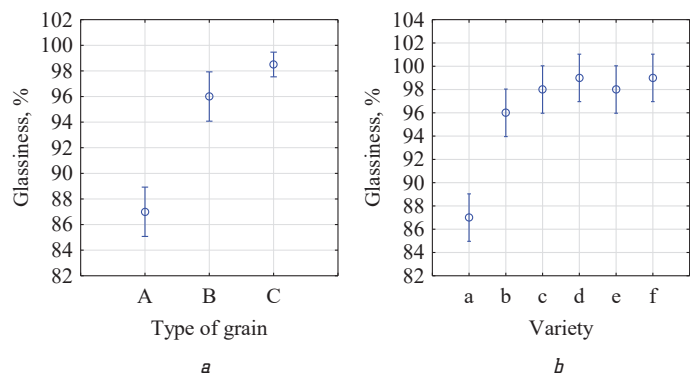 102
100
98
96
94
92
90
88
86
84
82
Glassiness, %
A B C
Type of grain
a
104
102
100
98
96
94
92
90
88
86
84
82
Glassiness, %
a b c d e f
Variety
b